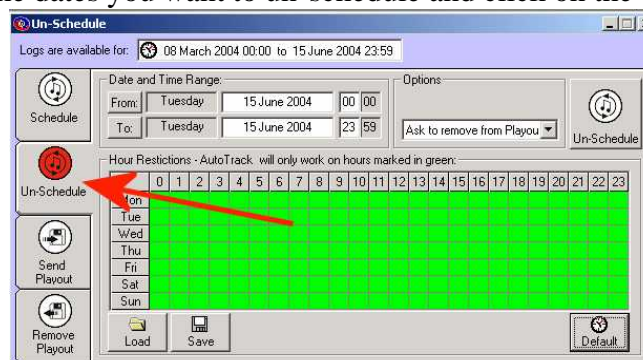 he dates you want to un-schedule and click on the
Un-Schedule
Logs are available for: 08 March 2004 00:00 to 15 June 2004 23:59
Schedule
Un-Schedule
Send Playout
Remove Playout
Date and Time Range:
From: Tuesday 15 June 2004 00 00
To: Tuesday 15 June 2004 23 59
Options
Ask to remove from Playou
Un-Schedule
Hour Restictions - AutoTrack will only work on hours marked in green:
0 1 2 3 4 5 6 7 8 9 10 11 12 13 14 15 16 17 18 19 20 21 22 23
Mon
Tue
Wed
Thu
Fri
Sat
Sun
Load
Save
Default